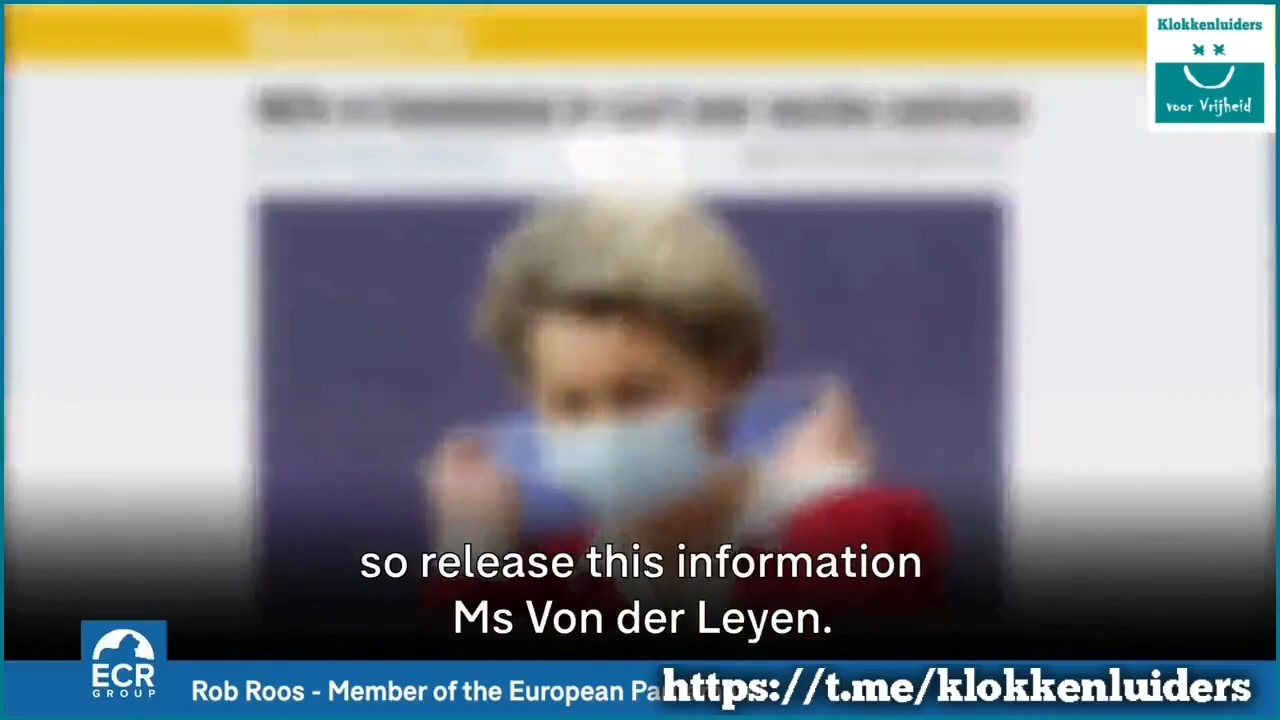 Klokkenluiders
voor Vrijheid
so release this information
Ms Von der Leyen.
ECR
GROUP
Rob Roos - Member of the European Pa
https://t.me/klokkenluiders